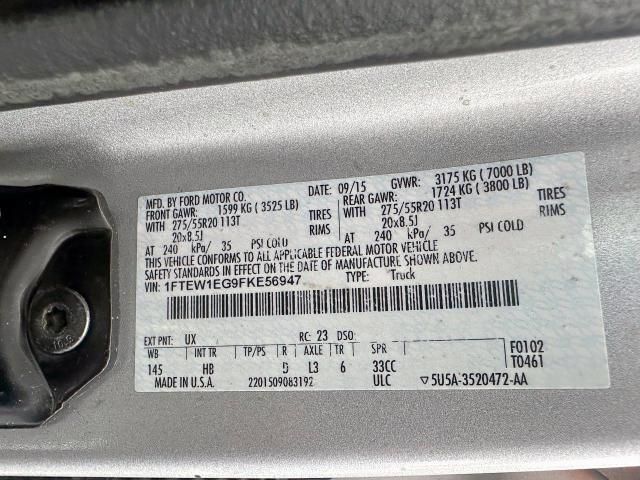 MFD. BY FORD MOTOR CO.
DATE: 09/15 GVWR: 3175 KG ( 7000 LB)
FRONT GAWR: 1599 KG ( 3525 LB) REAR GAWR: 1724 KG ( 3800 LB)
WITH 275/55R20 113T TIRES WITH 275/55R20 113T TIRES
20x8.5J RIMS 20x8.5J RIMS
AT 240 kPa/ 35 PSI COLD AT 240 kPa/ 35 PSI COLD
THIS VEHICLE CONFORMS TO ALL APPLICABLE FEDERAL MOTOR VEHICLE
SAFETY STANDARDS IN EFFECT ON THE DATE OF MANUFACTURE SHOWN ABOVE.
VIN: 1FTEW1EG9FKE56947 TYPE: Truck
EXT PNT: UX RC: 23 DSO: F0102
WB INT TR TP/PS R AXLE TR SPR T0461
145 HB D L3 6 33CC
MADE IN U.S.A. 2201509083192 ULC ▽5U5A-3520472-AA
10.9